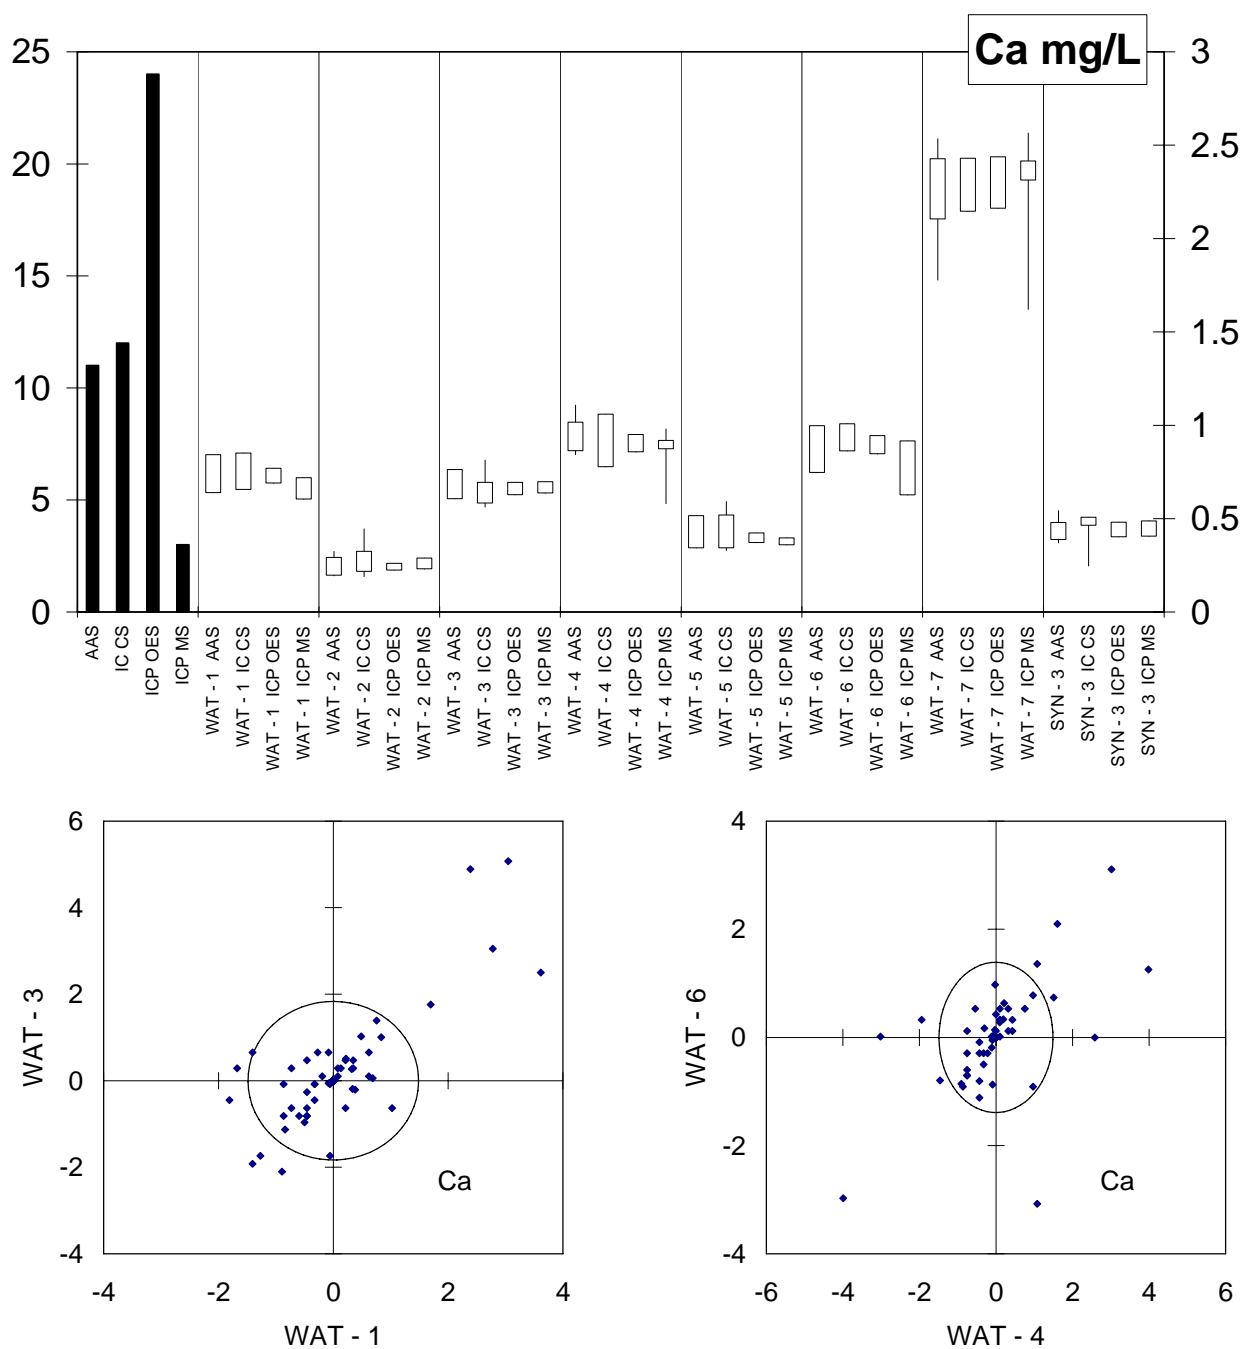 Ca mg/L
25
20
15
10
5
0
3
2.5
2
1.5
1
0.5
0
AAS
IC CS
ICP OES
ICP MS
WAT - 1 AAS
WAT - 1 IC CS
WAT - 1 ICP OES
WAT - 1 ICP MS
WAT - 2 AAS
WAT - 2 IC CS
WAT - 2 ICP OES
WAT - 2 ICP MS
WAT - 3 AAS
WAT - 3 IC CS
WAT - 3 ICP OES
WAT - 3 ICP MS
WAT - 4 AAS
WAT - 4 IC CS
WAT - 4 ICP OES
WAT - 4 ICP MS
WAT - 5 AAS
WAT - 5 IC CS
WAT - 5 ICP OES
WAT - 5 ICP MS
WAT - 6 AAS
WAT - 6 IC CS
WAT - 6 ICP OES
WAT - 6 ICP MS
WAT - 7 AAS
WAT - 7 IC CS
WAT - 7 ICP OES
WAT - 7 ICP MS
SYN - 3 AAS
SYN - 3 IC CS
SYN - 3 ICP OES
SYN - 3 ICP MS
6
4
2
0
-2
-4
WAT - 3
Ca
-4 -2 0 2 4
WAT - 1
4
2
0
-2
-4
WAT - 6
Ca
-6 -4 -2 0 2 4 6
WAT - 4